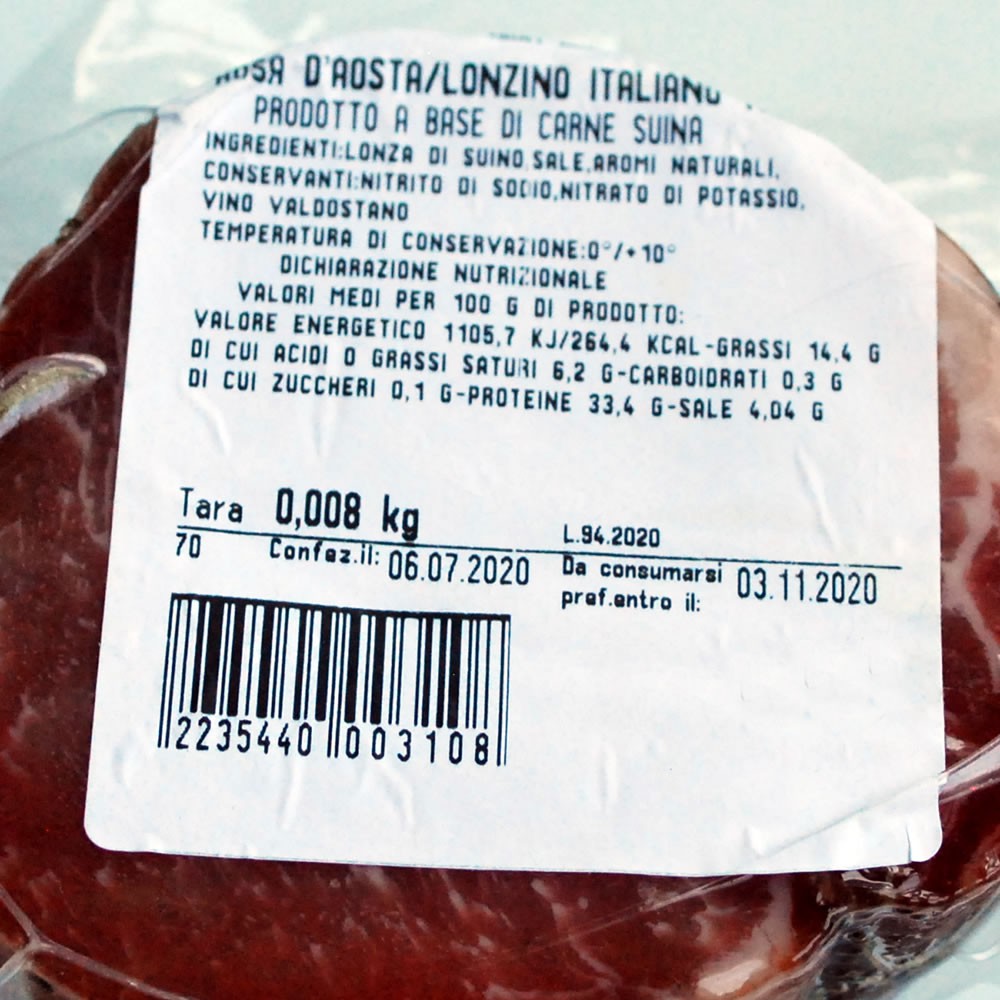 ROSA D'AOSTA/LONZINO ITALIANO
PRODOTTO A BASE DI CARNE SUINA
INGREDIENTI:LONZA DI SUINO,SALE,AROMI NATURALI,
CONSERVANTI:NITRITO DI SODIO,NITRATO DI POTASSIO,
VINO VALDOSTANO
TEMPERATURA DI CONSERVAZIONE:0°/+10°
DICHIARAZIONE NUTRIZIONALE
VALORI MEDI PER 100 G DI PRODOTTO:
VALORE ENERGETICO 1105,7 KJ/264,4 KCAL-GRASSI 14,4 G
DI CUI ACIDI O GRASSI SATURI 6,2 G-CARBOIDRATI 0,3 G
DI CUI ZUCCHERI 0,1 G-PROTEINE 33,4 G-SALE 4,04 G
Tara 0,008 kg
L.94.2020
70 Confez.il: 06.07.2020
Da consumarsi 03.11.2020
pref.entro il:
2235440 003108